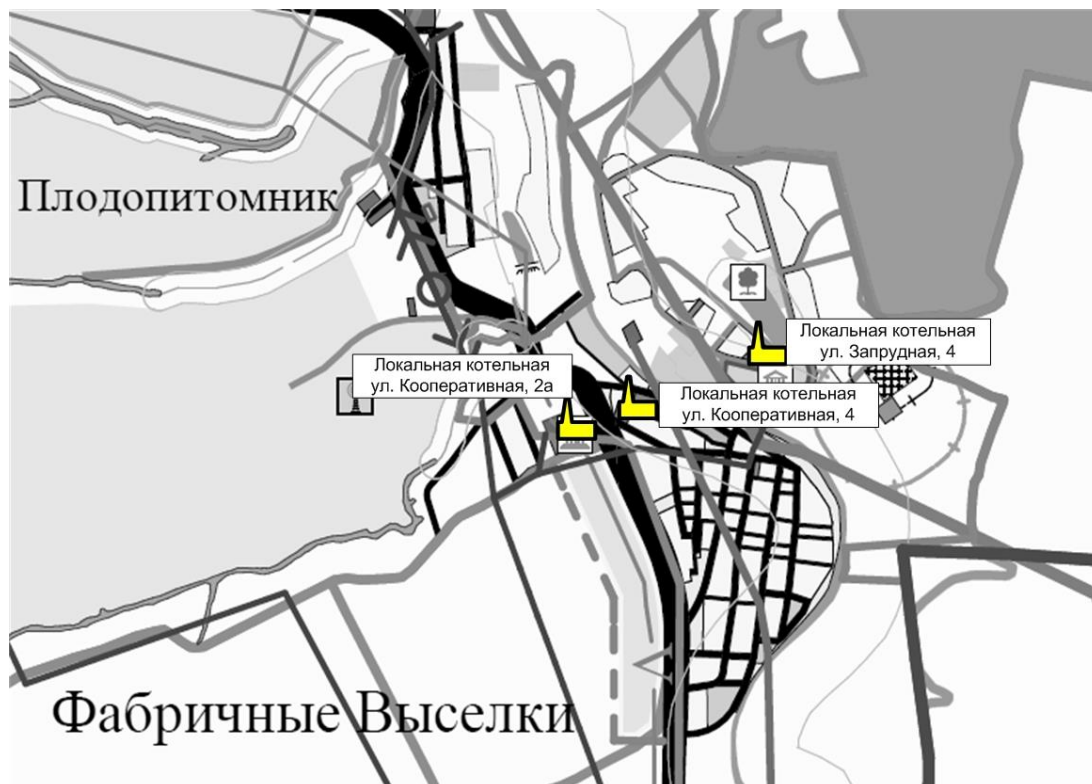 Плодопитомник
Локальная котельная
ул. Запрудная, 4
Локальная котельная
ул. Кооперативная, 2а
Локальная котельная
ул. Кооперативная, 4
Фабричные Выселки